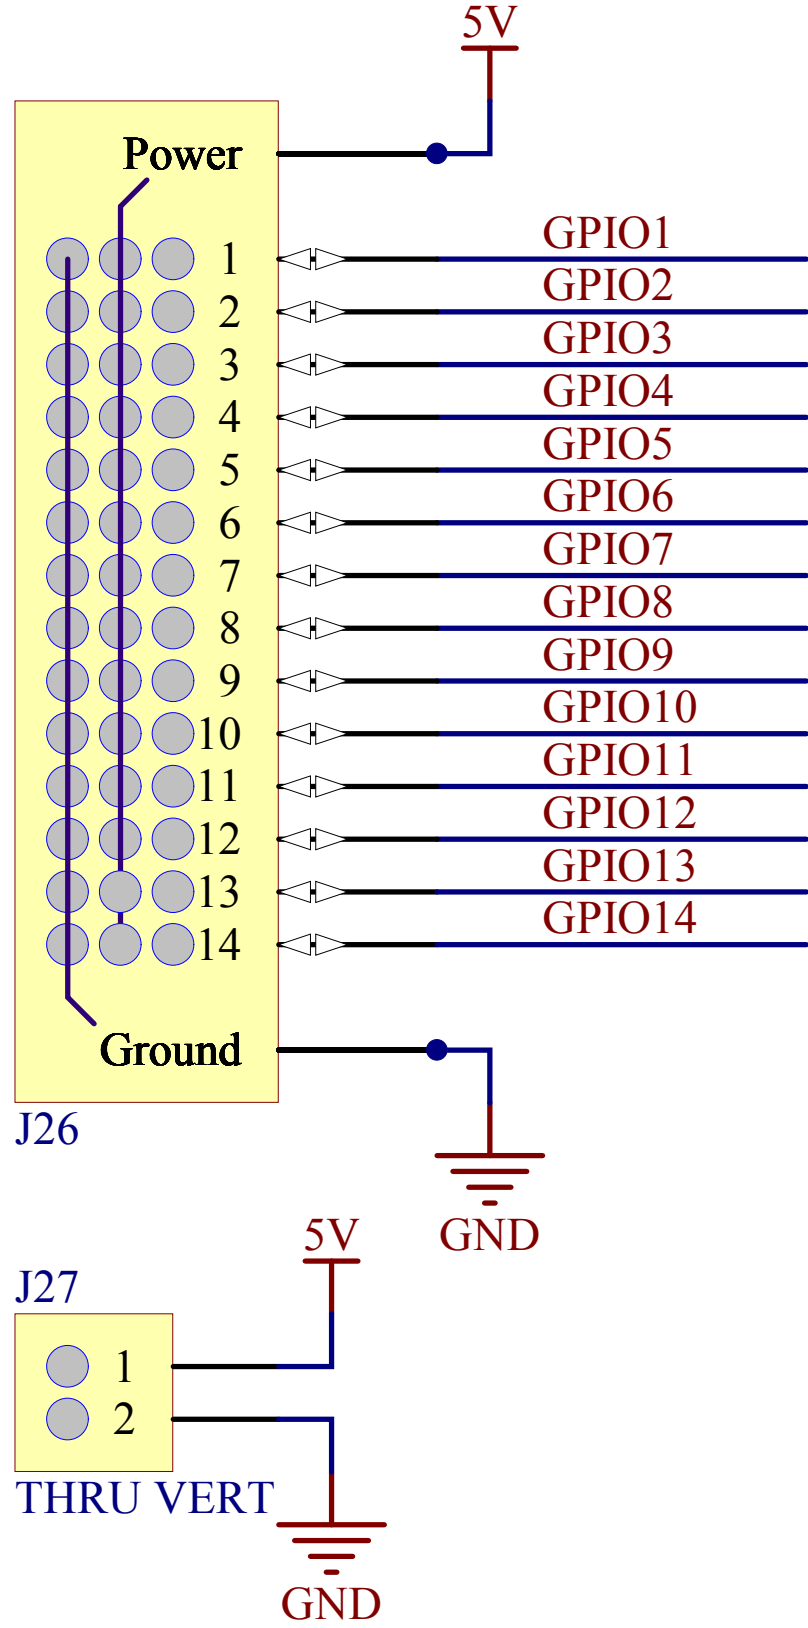 5V
Power
1 GPIO1
2 GPIO2
3 GPIO3
4 GPIO4
5 GPIO5
6 GPIO6
7 GPIO7
8 GPIO8
9 GPIO9
10 GPIO10
11 GPIO11
12 GPIO12
13 GPIO13
14 GPIO14
Ground
J26
GND
5V
J27
1
2
THRU VERT
GND